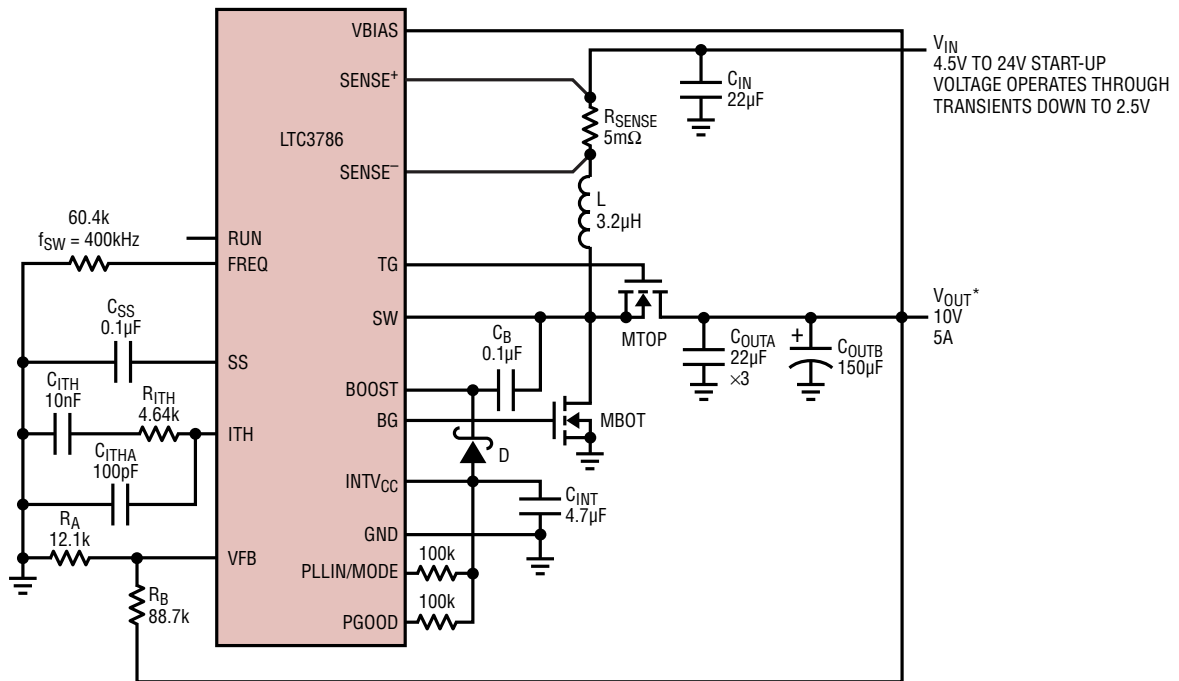 VBIAS
SENSE⁺
LTC3786
SENSE⁻
RUN
FREQ
TG
SW
SS
BOOST
BG
ITH
INTVCC
GND
VFB
PLLIN/MODE
PGOOD
VIN
4.5V TO 24V START-UP
VOLTAGE OPERATES THROUGH
TRANSIENTS DOWN TO 2.5V
CIN
22µF
RSENSE
5mΩ
L
3.2µH
60.4k
fSW = 400kHz
CSS
0.1µF
CITH
10nF
RITH
4.64k
CITHA
100pF
RA
12.1k
RB
88.7k
MTOP
VOUT*
10V
5A
COUTA
22µF
×3
+
COUTB
150µF
CB
0.1µF
MBOT
D
CINT
4.7µF
100k
100k